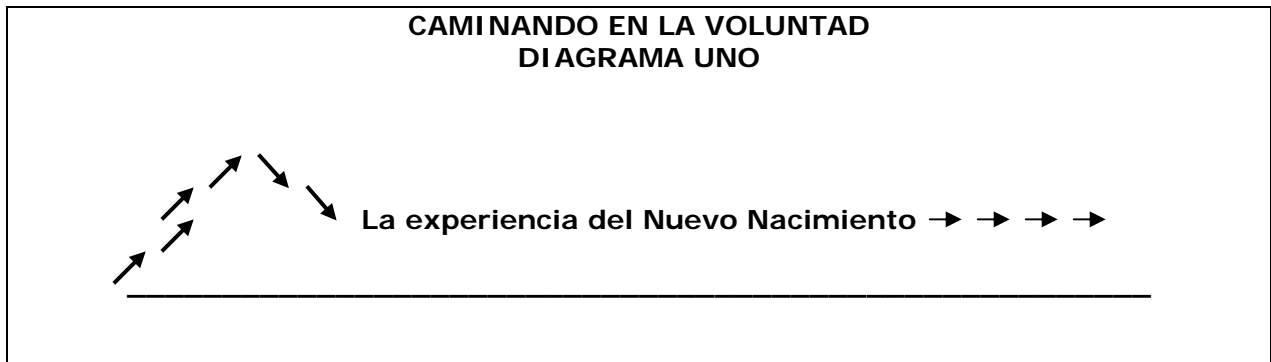 CAMINANDO EN LA VOLUNTAD
DIAGRAMA UNO
La experiencia del Nuevo Nacimiento